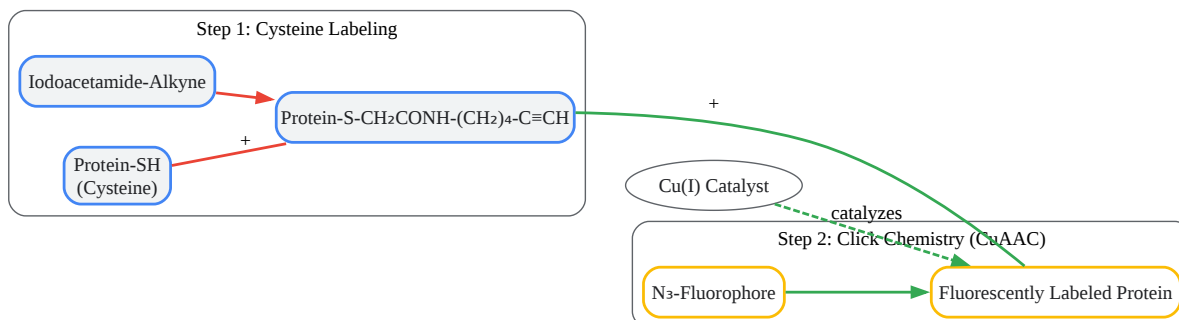 Step 1: Cysteine Labeling
Iodoacetamide-Alkyne
Protein-S-CH₂CONH-(CH₂)₄-C≡CH
+
Protein-SH
(Cysteine)
+
Cu(I) Catalyst
catalyzes
Step 2: Click Chemistry (CuAAC)
N₃-Fluorophore
Fluorescently Labeled Protein